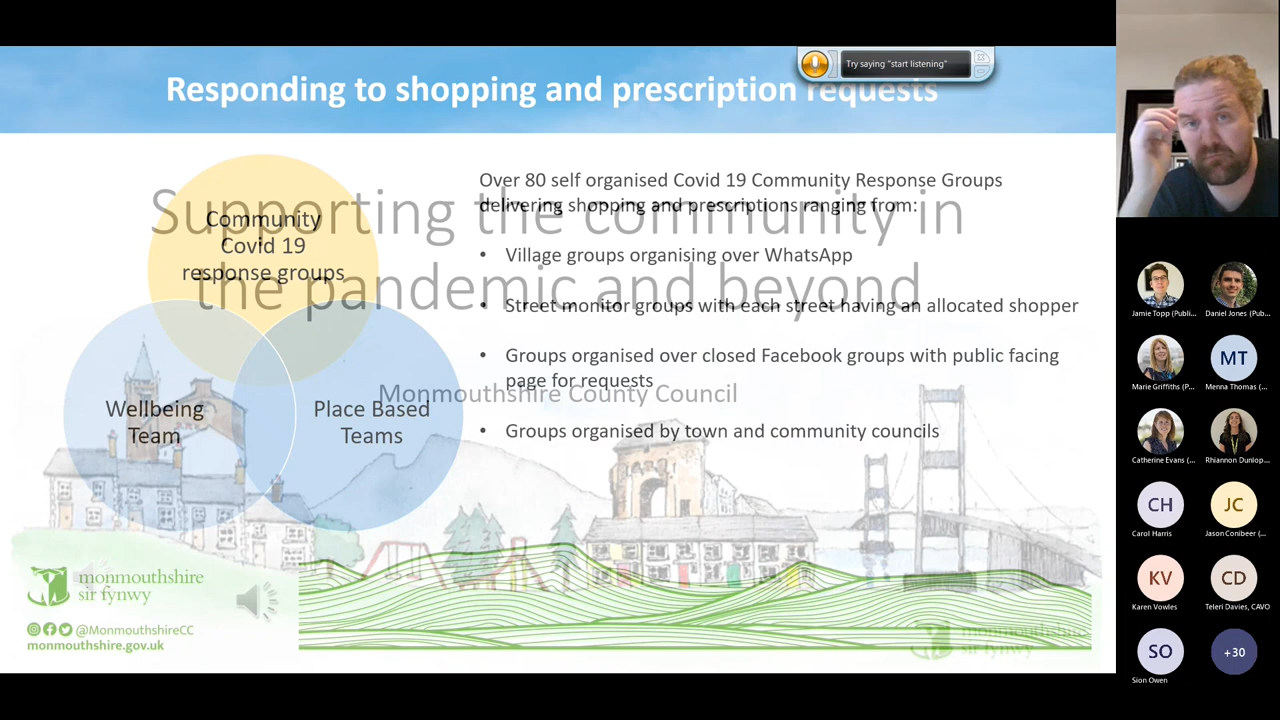 Responding to shopping and prescription requests
Try saying "start listening"
Supporting the community in
the pandemic and beyond
Monmouthshire County Council
Community
Covid 19
response groups
Wellbeing
Team
Place Based
Teams
Over 80 self organised Covid 19 Community Response Groups
delivering shopping and prescriptions ranging from:
• Village groups organising over WhatsApp
• Street monitor groups with each street having an allocated shopper
• Groups organised over closed Facebook groups with public facing
page for requests
• Groups organised by town and community councils
monmouthshire
sir fynwy
@MonmouthshireCC
monmouthshire.gov.uk
monmouthshire
sir fynwy
Jamie Topp (Publi...
Daniel Jones (Pub...
Marie Griffiths (P...
MT
Menna Thomas (...
Catherine Evans (...
Rhiannon Dunlop...
CH
Carol Harris
JC
Jason Conibeer (...
KV
Karen Vowles
CD
Teleri Davies, CAVO
SO
Sion Owen
+30